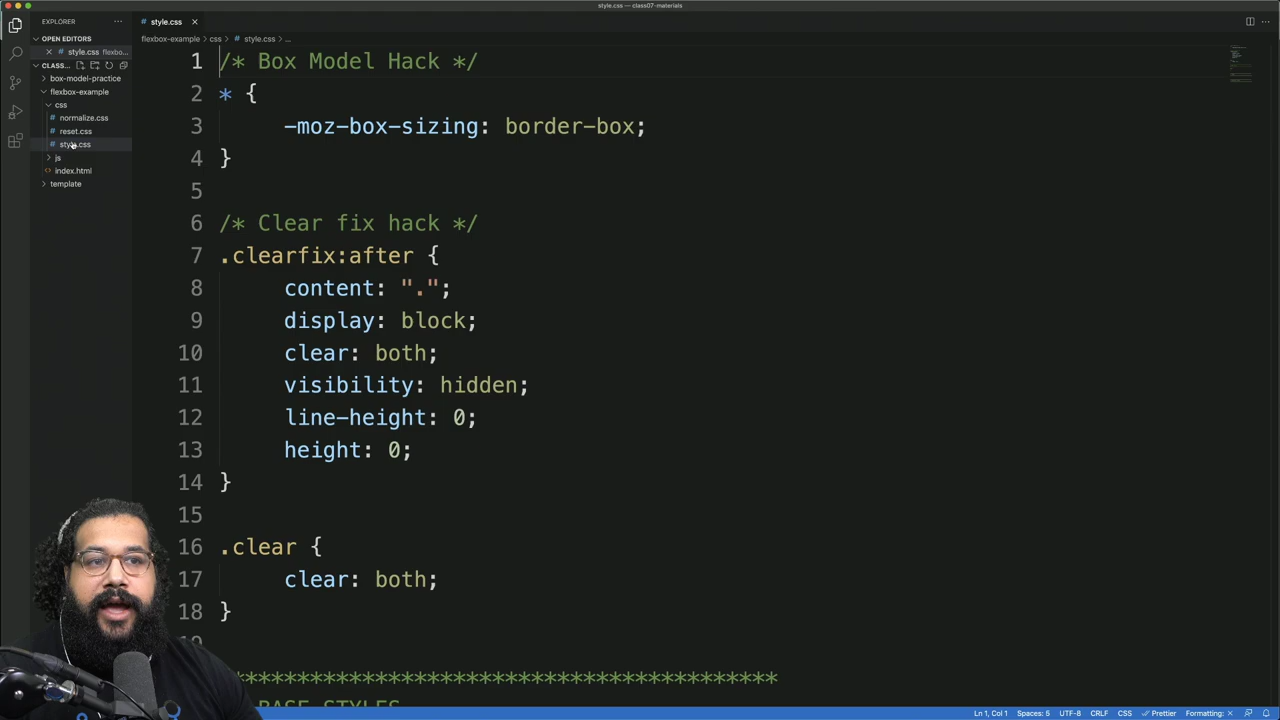 style.css — class07-materials
EXPLORER
OPEN EDITORS
style.css flexbo...
CLASS...
box-model-practice
flexbox-example
css
# normalize.css
# reset.css
# style.css
js
<> index.html
template
style.css
flexbox-example > css > # style.css > ...
1 /* Box Model Hack */
2 * {
3 -moz-box-sizing: border-box;
4 }
5
6 /* Clear fix hack */
7 .clearfix:after {
8 content: ".";
9 display: block;
10 clear: both;
11 visibility: hidden;
12 line-height: 0;
13 height: 0;
14 }
15
16 .clear {
17 clear: both;
18 }
19
******************************************
BASE STYLES
Ln 1, Col 1 Spaces: 5 UTF-8 CRLF CSS Prettier Formatting: ×